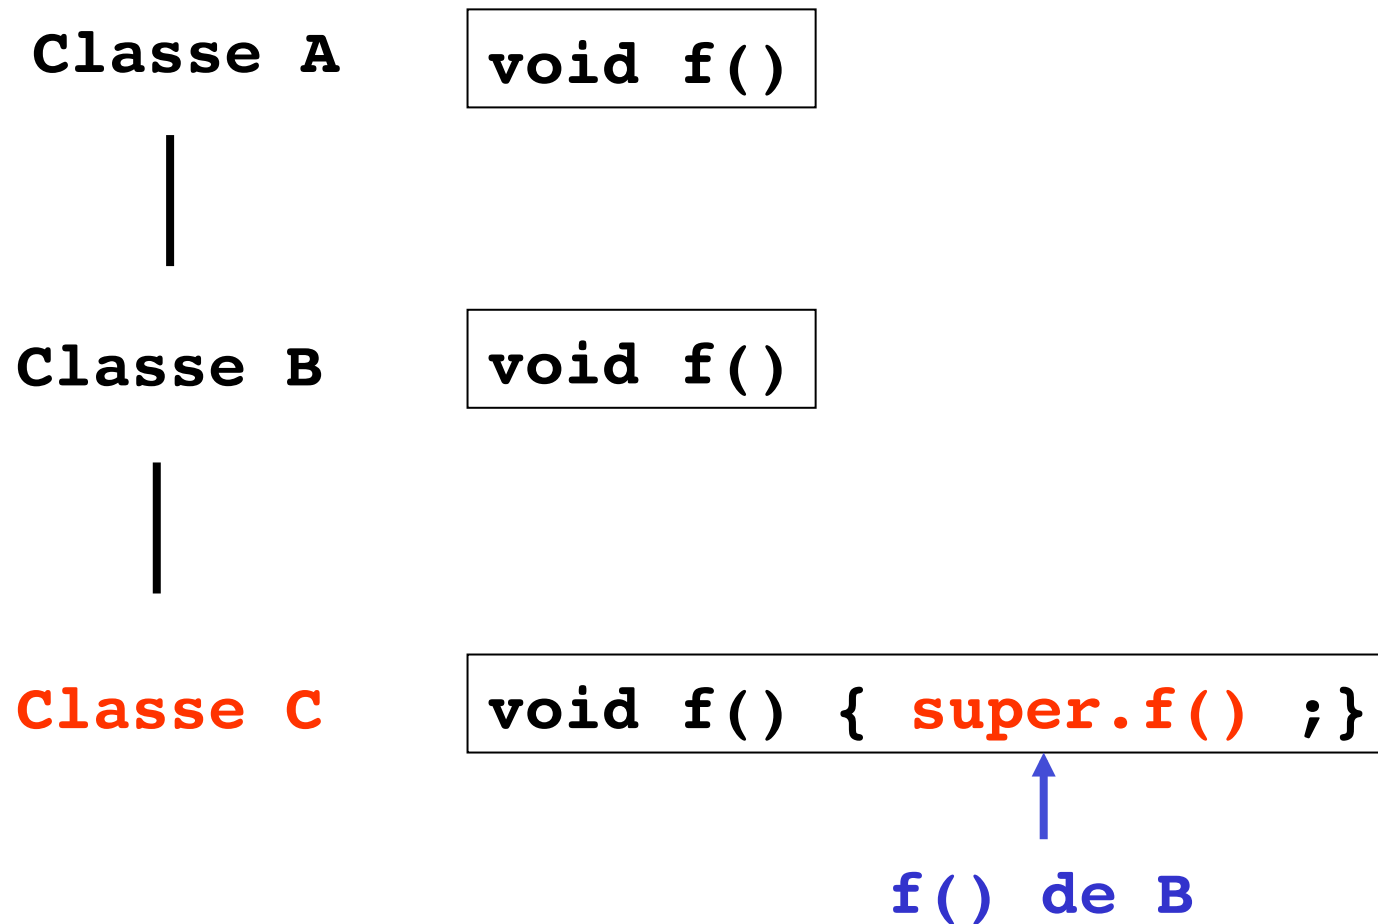 Classe A void f()
Classe B void f()
Classe C void f() { super.f() ;}
f() de B